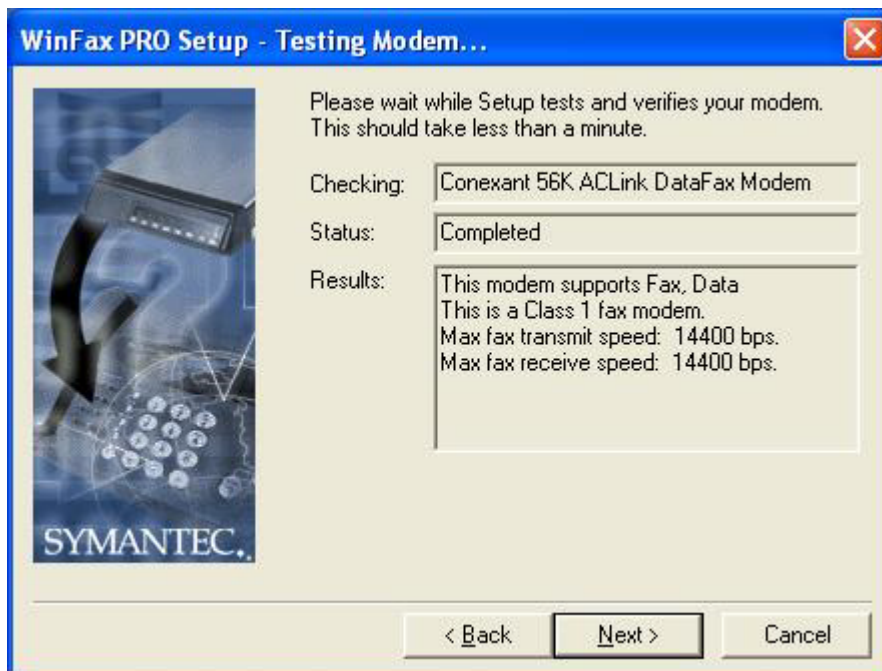 WinFax PRO Setup - Testing Modem...
Please wait while Setup tests and verifies your modem.
This should take less than a minute.
Checking: Conexant 56K ACLink DataFax Modem
Status: Completed
Results: This modem supports Fax, Data
This is a Class 1 fax modem.
Max fax transmit speed: 14400 bps.
Max fax receive speed: 14400 bps.
SYMANTEC.
< Back Next > Cancel